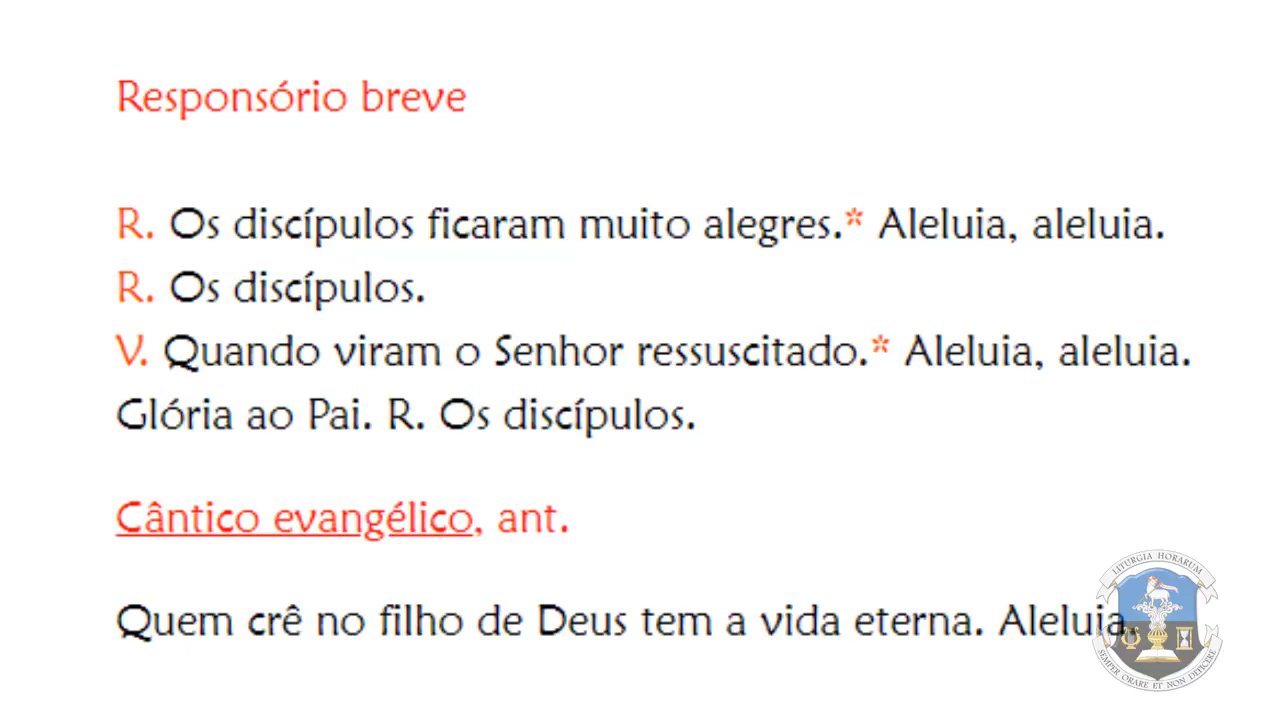 Responsório breve
R. Os discípulos ficaram muito alegres.* Aleluia, aleluia.
R. Os discípulos.
V. Quando viram o Senhor ressuscitado.* Aleluia, aleluia.
Glória ao Pai. R. Os discípulos.
Cântico evangélico, ant.
Quem crê no filho de Deus tem a vida eterna. Aleluia.
LITURGIA HORARUM
SEMPER ORARE ET NON DEFICERE